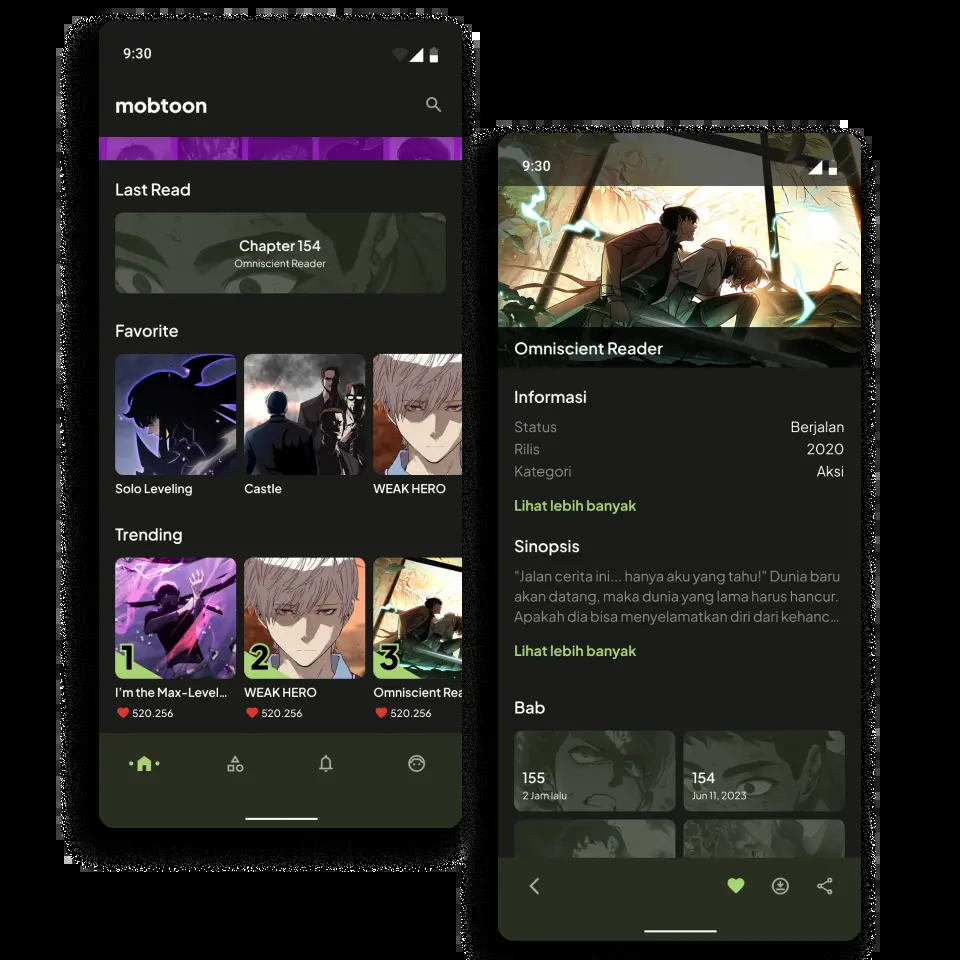 9:30
mobtoon
Last Read
Chapter 154
Omniscient Reader
Favorite
Solo Leveling
Castle
WEAK HERO
Trending
1
2
3
I'm the Max-Level...
WEAK HERO
Omniscient Rea
520.256
520.256
520.256
9:30
Omniscient Reader
Informasi
Status
Berjalan
Rilis
2020
Kategori
Aksi
Lihat lebih banyak
Sinopsis
"Jalan cerita ini... hanya aku yang tahu!" Dunia baru
akan datang, maka dunia yang lama harus hancur.
Apakah dia bisa menyelamatkan diri dari kehanc...
Lihat lebih banyak
Bab
155
2 Jam lalu
154
Jun 11, 2023